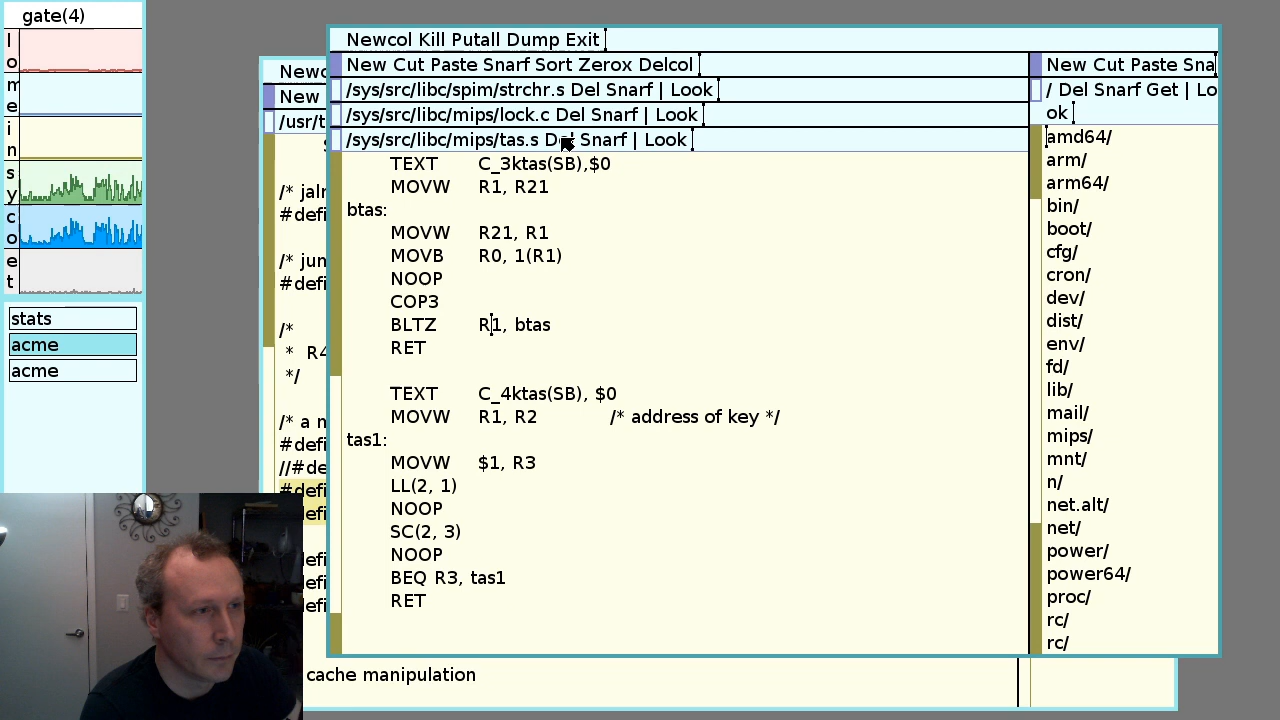 gate(4)
lo
me
in
sy
co
et
stats
acme
acme
Newc
New
/usr/t
/* jalr
#defi
/* jun
#defi
/*
* R4
*/
/* a m
#defi
//#de
#defi
#defi
defi
defi
defi
cache manipulation
Newcol Kill Putall Dump Exit
New Cut Paste Snarf Sort Zerox Delcol
/sys/src/libc/spim/strchr.s Del Snarf | Look
/sys/src/libc/mips/lock.c Del Snarf | Look
/sys/src/libc/mips/tas.s Del Snarf | Look
TEXT C_3ktas(SB),$0
MOVW R1, R21
btas:
MOVW R21, R1
MOVB R0, 1(R1)
NOOP
COP3
BLTZ R1, btas
RET
TEXT C_4ktas(SB), $0
MOVW R1, R2 /* address of key */
tas1:
MOVW $1, R3
LL(2, 1)
NOOP
SC(2, 3)
NOOP
BEQ R3, tas1
RET
New Cut Paste Sna
/ Del Snarf Get | Lo
ok
amd64/
arm/
arm64/
bin/
boot/
cfg/
cron/
dev/
dist/
env/
fd/
lib/
mail/
mips/
mnt/
n/
net.alt/
net/
power/
power64/
proc/
rc/
rc/